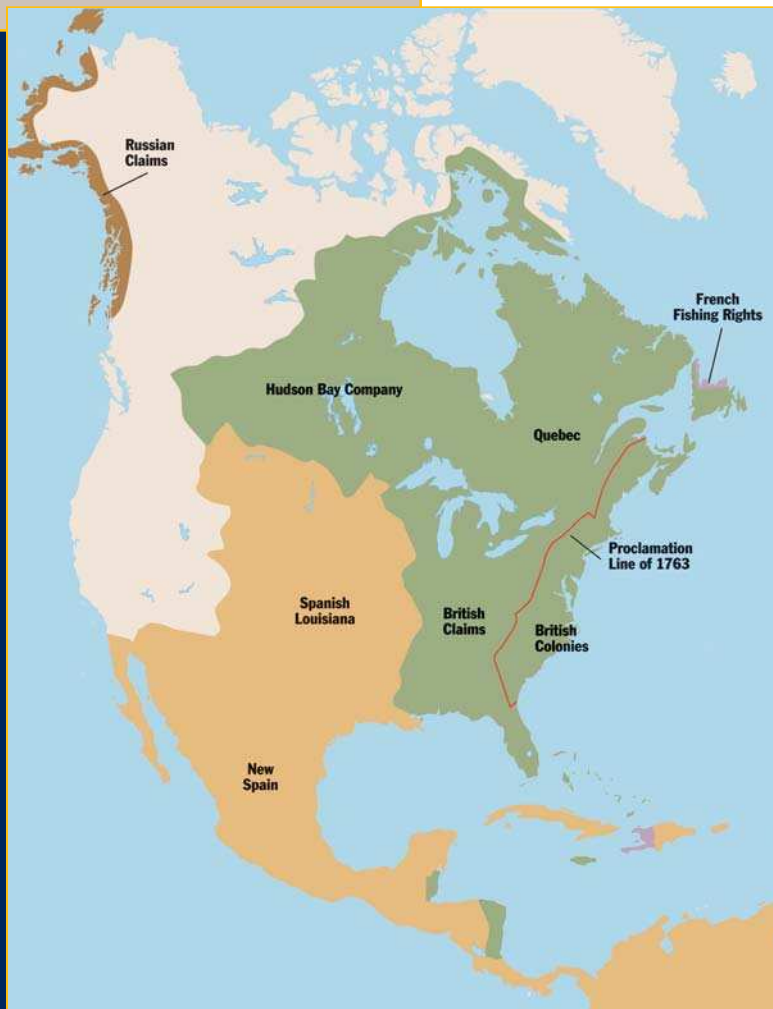 Russian
Claims
French
Fishing Rights
Hudson Bay Company
Quebec
Proclamation
Line of 1763
Spanish
Louisiana
British
Claims
British
Colonies
New
Spain